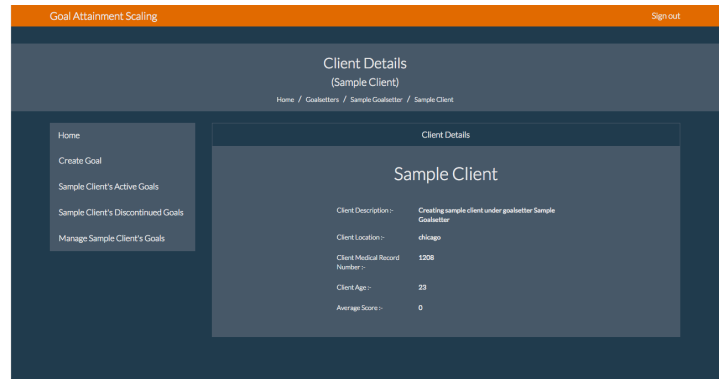 Goal Attainment Scaling
Sign out
Client Details
(Sample Client)
Home / Goalsetters / Sample Goalsetter / Sample Client
Home
Create Goal
Sample Client's Active Goals
Sample Client's Discontinued Goals
Manage Sample Client's Goals
Client Details
Sample Client
Client Description :- Creating sample client under goalsetter Sample
Goalsetter
Client Location :- chicago
Client Medical Record 1208
Number :-
Client Age :- 23
Average Score :- 0